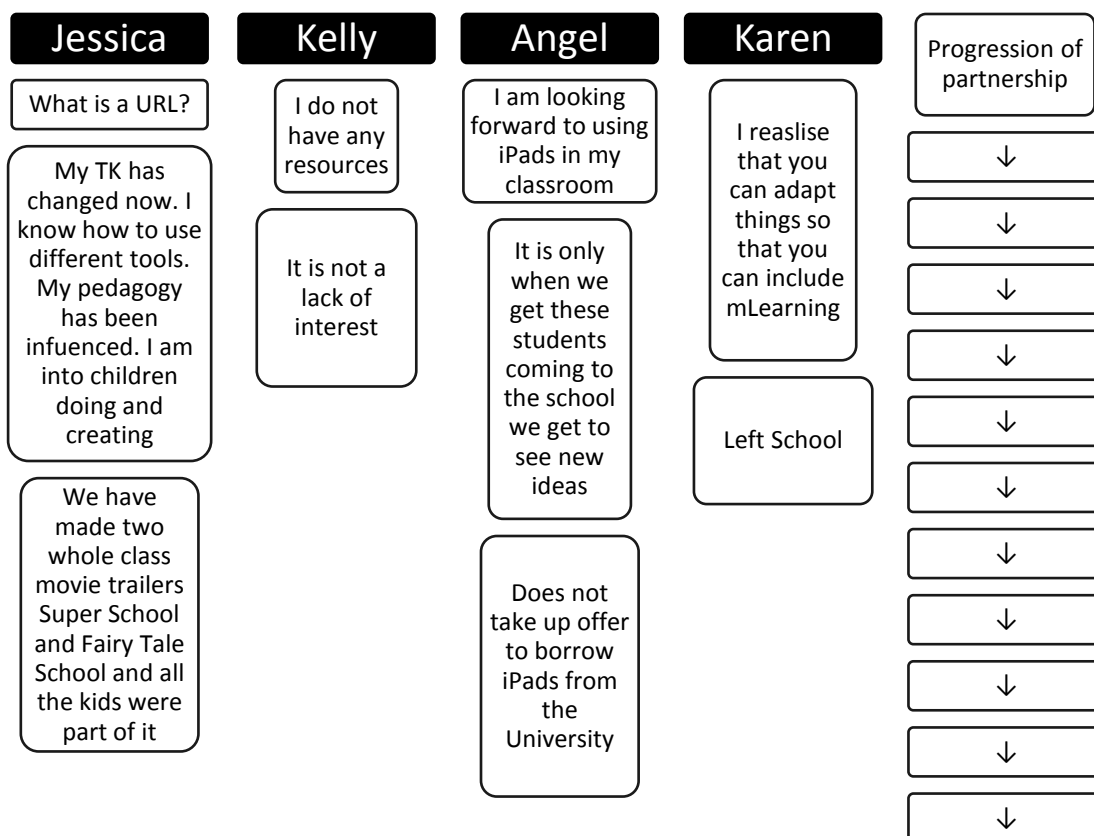 Jessica
What is a URL?
My TK has
changed now. I
know how to use
different tools.
My pedagogy
has been
infuenced. I am
into children
doing and
creating
We have
made two
whole class
movie trailers
Super School
and Fairy Tale
School and all
the kids were
part of it
Kelly
I do not
have any
resources
It is not a
lack of
interest
Angel
I am looking
forward to using
iPads in my
classroom
It is only
when we
get these
students
coming to
the school
we get to
see new
ideas
Does not
take up offer
to borrow
iPads from
the
University
Karen
I reaslise
that you
can adapt
things so
that you
can include
mLearning
Left School
Progression of
partnership
↓
↓
↓
↓
↓
↓
↓
↓
↓
↓
↓